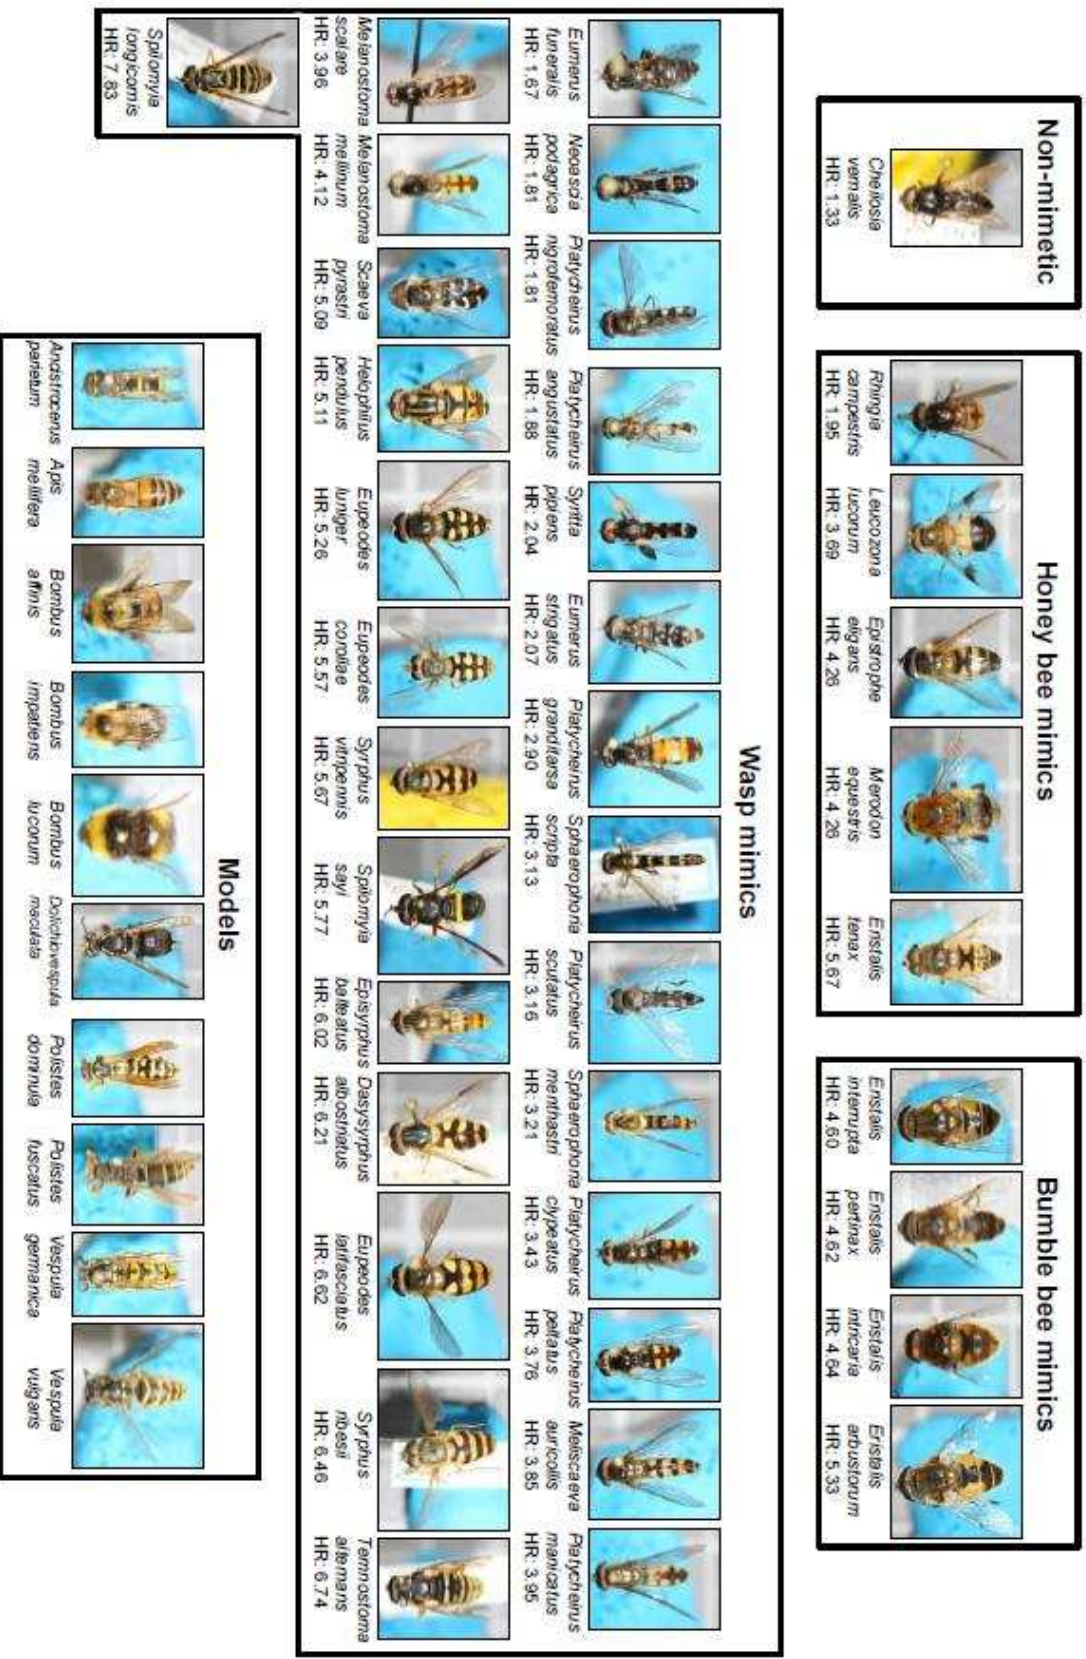 Non-mimetic
Cheilosia
vernalis
HR: 1.33
Honey bee mimics
Rhingia
campestris
HR: 1.95
Leucozona
lucorum
HR: 3.69
Epistrophe
eligans
HR: 4.26
Merodon
equestris
HR: 4.26
Eristalis
tenax
HR: 5.67
Bumble bee mimics
Eristalis
interrupta
HR: 4.60
Eristalis
pertinax
HR: 4.62
Eristalis
intricaria
HR: 4.64
Eristalis
arbustorum
HR: 5.33
Wasp mimics
Eumerus
funeralis
HR: 1.67
Neoascia
podagrica
HR: 1.81
Platycheirus
nigrofemoratus
HR: 1.81
Platycheirus
angustatus
HR: 1.88
Syritta
pipiens
HR: 2.04
Eumerus
strigatus
HR: 2.07
Platycheirus
granditarsa
HR: 2.90
Sphaerophoria
scripta
HR: 3.13
Platycheirus
scutatus
HR: 3.16
Sphaerophoria
menthastri
HR: 3.21
Platycheirus
clypeatus
HR: 3.43
Platycheirus
peltatus
HR: 3.76
Meliscaeva
auricollis
HR: 3.85
Platycheirus
manicatus
HR: 3.95
Melanostoma
scalare
HR: 3.96
Melanostoma
mellinum
HR: 4.12
Scaeva
pyrastri
HR: 5.09
Helophilus
pendulus
HR: 5.11
Eupeodes
luniger
HR: 5.26
Eupeodes
corollae
HR: 5.57
Syrphus
vitripennis
HR: 5.67
Spilomyia
sayi
HR: 5.77
Episyrphus
balteatus
HR: 6.02
Dasysyrphus
albostriatus
HR: 6.21
Eupeodes
latifasciatus
HR: 6.62
Syrphus
ribesii
HR: 6.46
Temnostoma
alternans
HR: 6.74
Spilomyia
longicornis
HR: 7.83
Models
Ancistrocerus
parietum
Apis
mellifera
Bombus
affinis
Bombus
impatiens
Bombus
lucorum
Dolichovespula
maculata
Polistes
dominula
Polistes
fuscatus
Vespula
germanica
Vespula
vulgaris